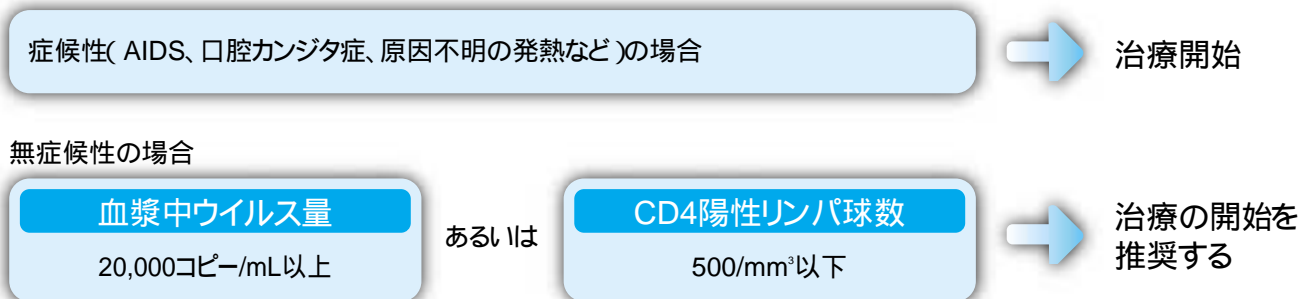 症候性( AIDS、口腔カンジタ症、原因不明の発熱など )の場合
治療開始
無症候性の場合
血漿中ウイルス量
20,000コピー/mL以上
あるいは
CD4陽性リンパ球数
500/mm³以下
治療の開始を
推奨する